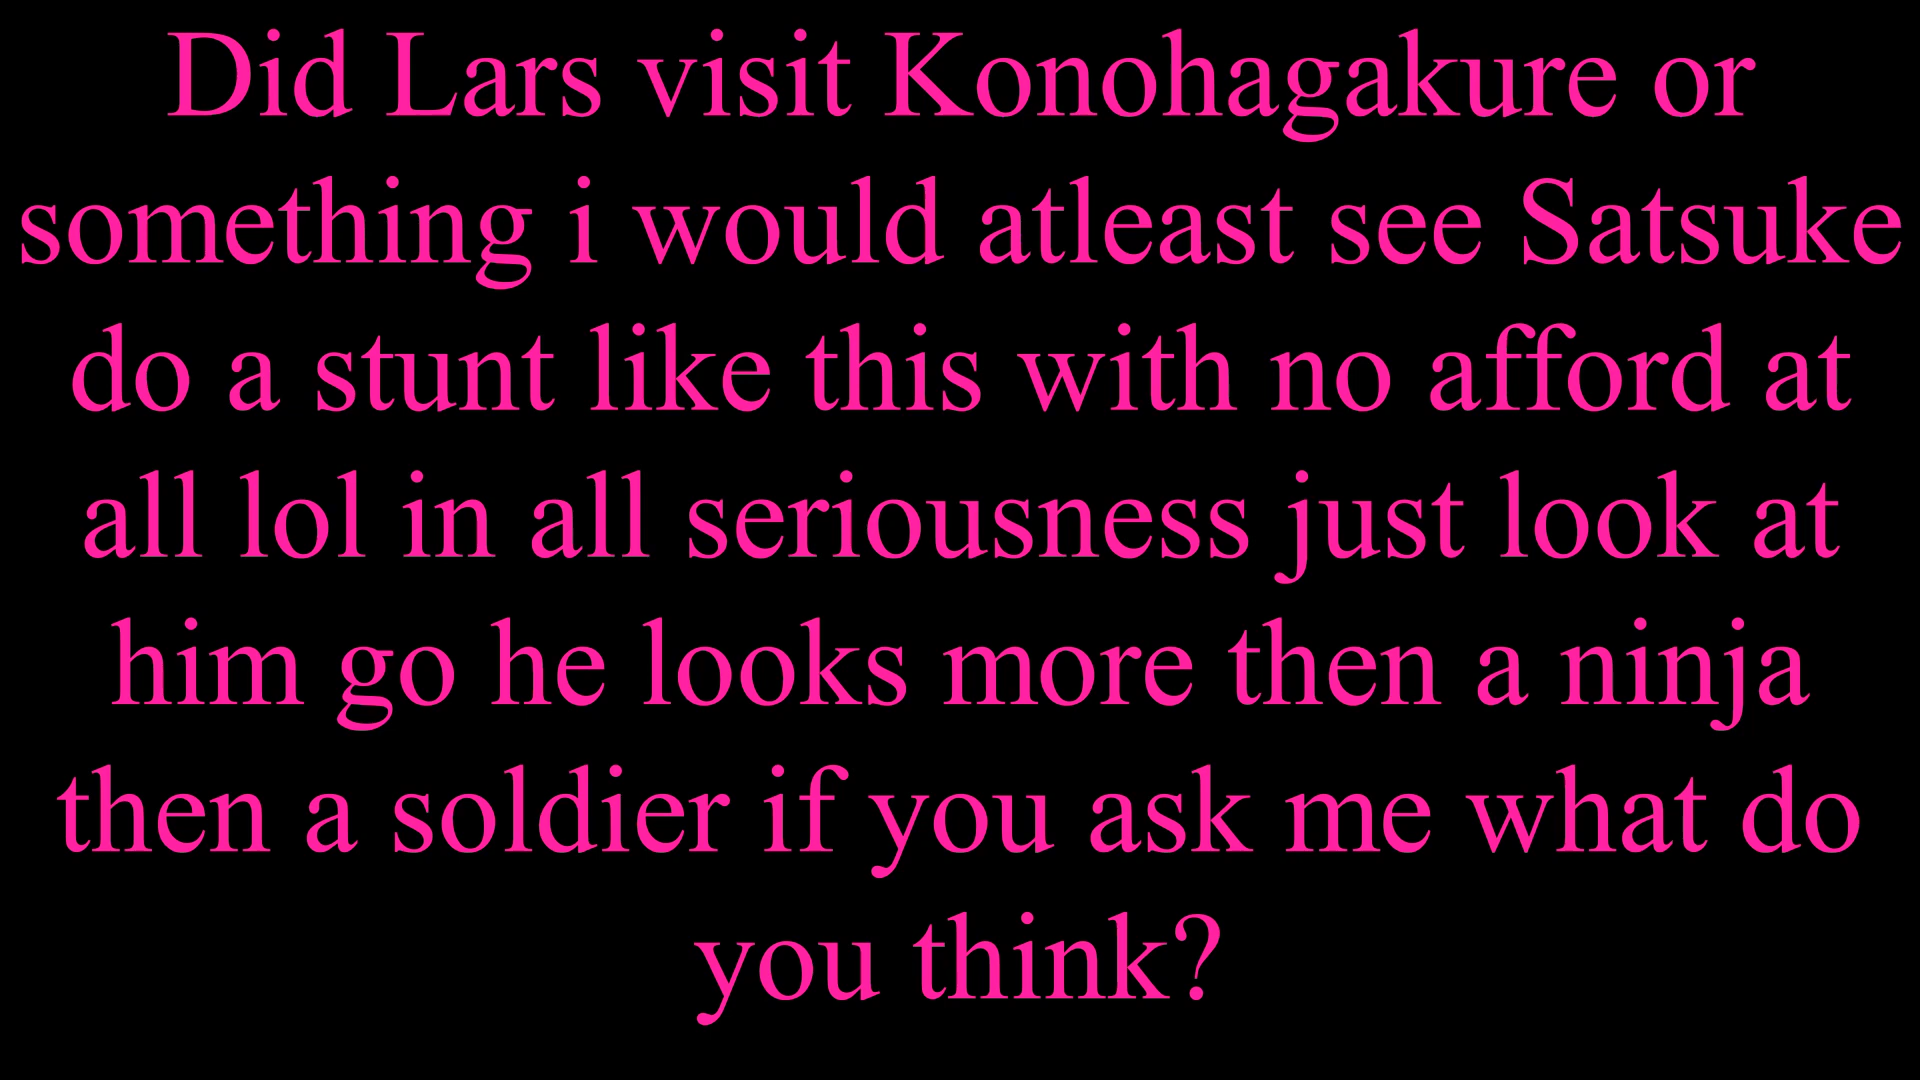 Did Lars visit Konohagakure or
something i would atleast see Satsuke
do a stunt like this with no afford at
all lol in all seriousness just look at
him go he looks more then a ninja
then a soldier if you ask me what do
you think?